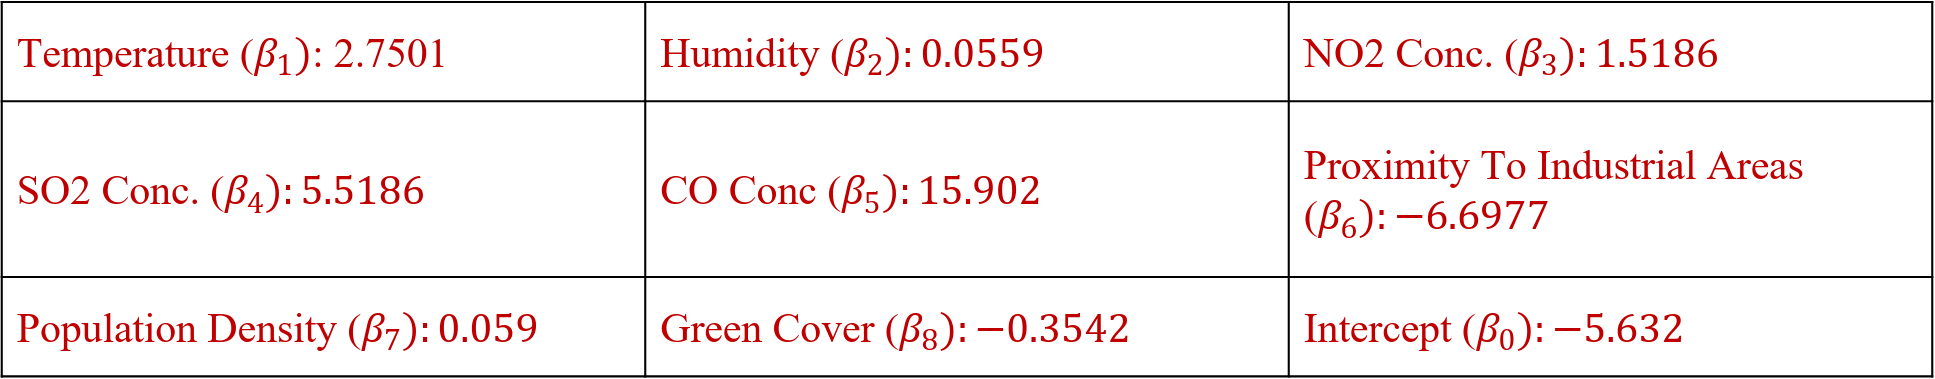 Temperature (β₁): 2.7501
Humidity (β₂): 0.0559
NO2 Conc. (β₃): 1.5186
SO2 Conc. (β₄): 5.5186
CO Conc (β₅): 15.902
Proximity To Industrial Areas
(β₆): −6.6977
Population Density (β₇): 0.059
Green Cover (β₈): −0.3542
Intercept (β₀): −5.632